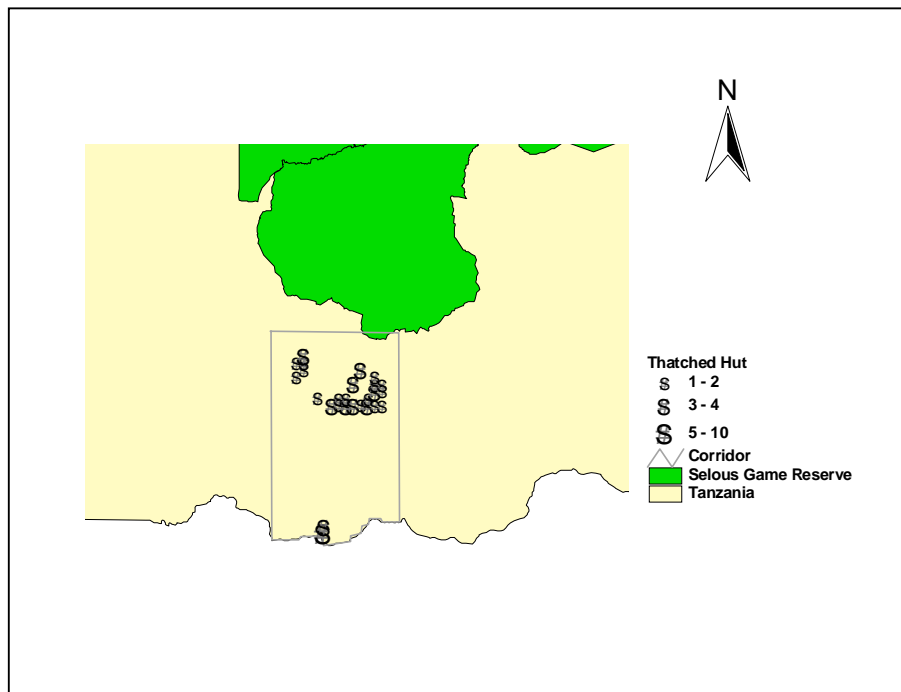 N
Thatched Hut
S 1 - 2
S 3 - 4
S 5 - 10
Corridor
Selous Game Reserve
Tanzania